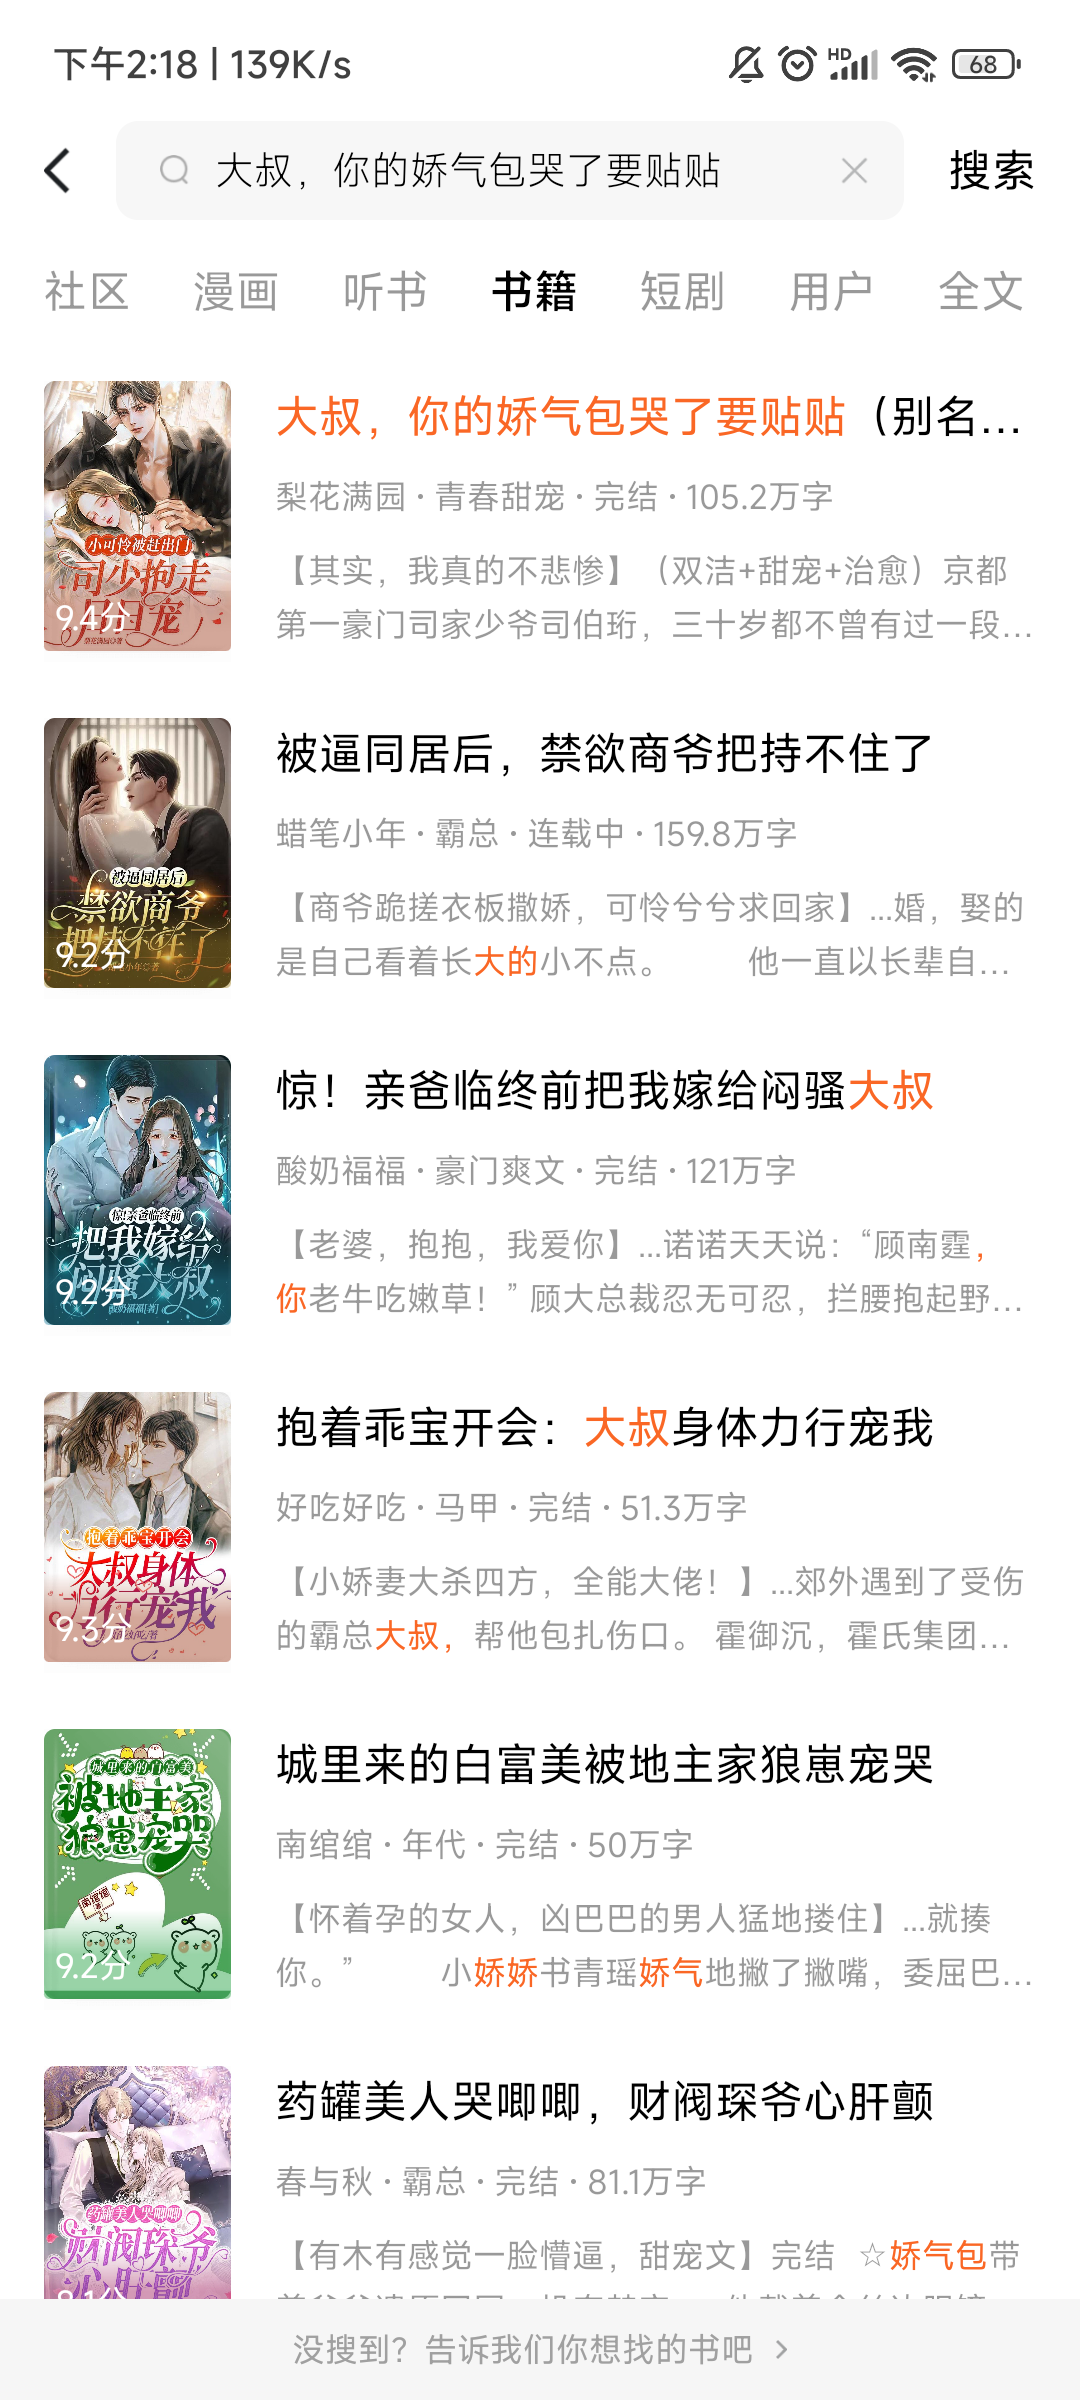 下午2:18 | 139K/s
HD
68
大叔，你的娇气包哭了要贴贴
搜索
社区 漫画 听书 书籍 短剧 用户 全文
小可怜被赶出门
司少抱走
9.4分
大叔，你的娇气包哭了要贴贴（别名...
梨花满园 · 青春甜宠 · 完结 · 105.2万字
【其实，我真的不悲惨】（双洁+甜宠+治愈）京都
第一豪门司家少爷司伯珩，三十岁都不曾有过一段...
被逼同居后
禁欲商爷
把持不住了
9.2分
被逼同居后，禁欲商爷把持不住了
蜡笔小年 · 霸总 · 连载中 · 159.8万字
【商爷跪搓衣板撒娇，可怜兮兮求回家】...婚，娶的
是自己看着长大的小不点。 他一直以长辈自...
惊!亲爸临终前
把我嫁给
闷骚大叔
9.2分
惊！亲爸临终前把我嫁给闷骚大叔
酸奶福福 · 豪门爽文 · 完结 · 121万字
【老婆，抱抱，我爱你】...诺诺天天说：“顾南霆，
你老牛吃嫩草！”顾大总裁忍无可忍，拦腰抱起野...
抱着乖宝开会
大叔身体
力行宠我
9.3分
抱着乖宝开会：大叔身体力行宠我
好吃好吃 · 马甲 · 完结 · 51.3万字
【小娇妻大杀四方，全能大佬！】...郊外遇到了受伤
的霸总大叔，帮他包扎伤口。 霍御沉，霍氏集团...
城里来的白富美
被地主家
狼崽宠哭
南绾绾
9.2分
城里来的白富美被地主家狼崽宠哭
南绾绾 · 年代 · 完结 · 50万字
【怀着孕的女人，凶巴巴的男人猛地搂住】...就揍
你。” 小娇娇书青瑶娇气地撇了撇嘴，委屈巴...
药罐美人哭唧唧
财阀琛爷
心肝颤
9.1分
药罐美人哭唧唧，财阀琛爷心肝颤
春与秋 · 霸总 · 完结 · 81.1万字
【有木有感觉一脸懵逼，甜宠文】完结 ☆娇气包带
没搜到？告诉我们你想找的书吧 >